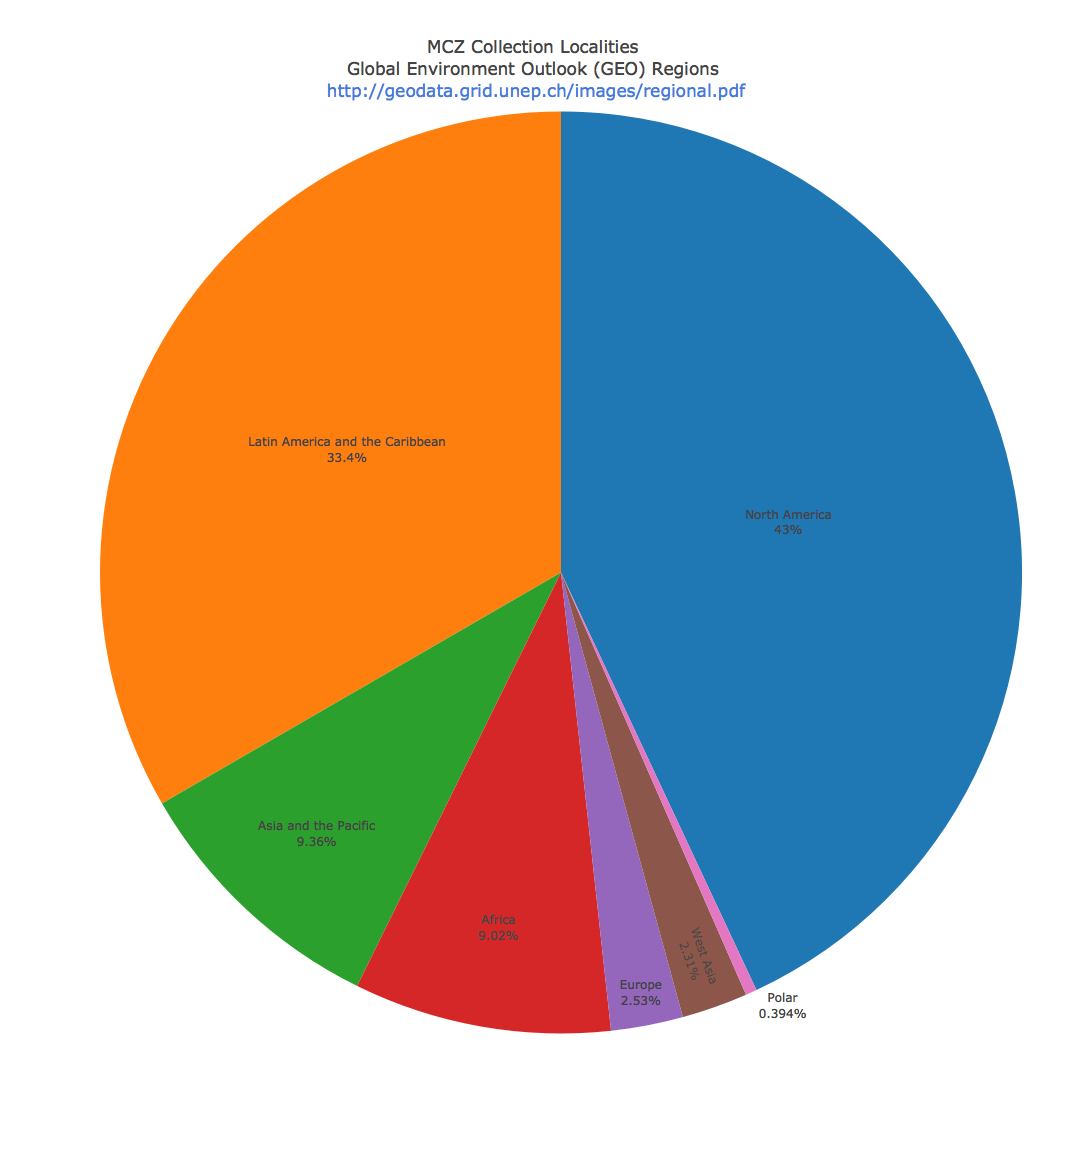 MCZ Collection Localities
Global Environment Outlook (GEO) Regions
http://geodata.grid.unep.ch/images/regional.pdf
Latin America and the Caribbean
33.4%
North America
43%
Asia and the Pacific
9.36%
Africa
9.02%
Europe
2.53%
West Asia
2.31%
Polar
0.394%